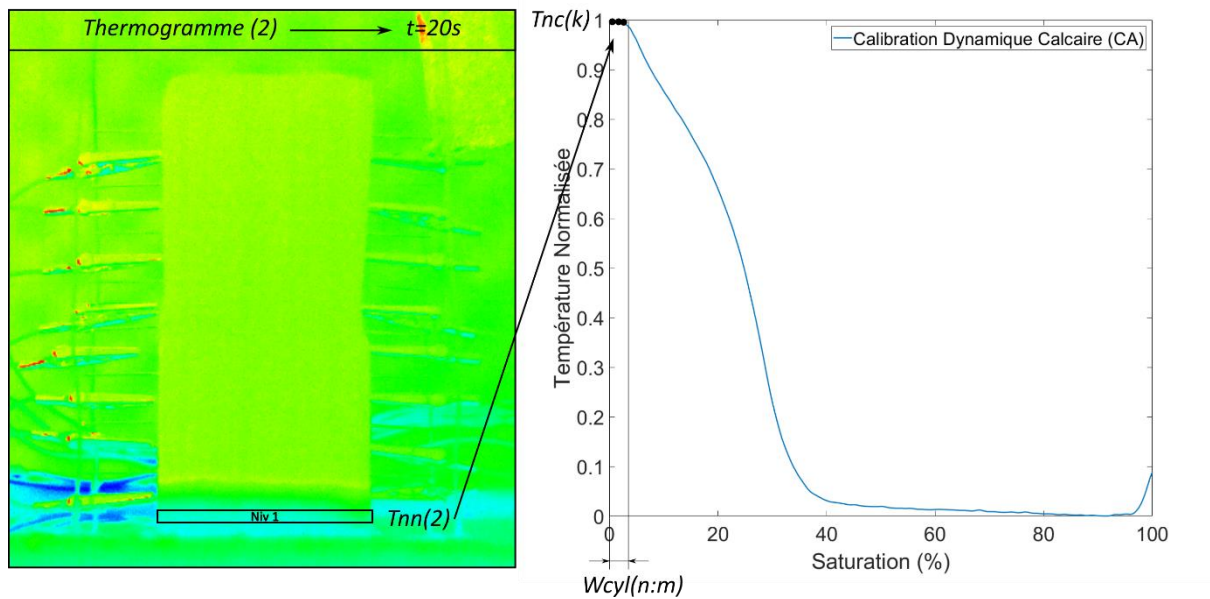 Thermogramme (2) t=20s
Niv 1
Tnn(2)
Tnc(k)
Calibration Dynamique Calcaire (CA)
Température Normalisée
1
0.9
0.8
0.7
0.6
0.5
0.4
0.3
0.2
0.1
0
0 20 40 60 80 100
Saturation (%)
Wcyl(n:m)